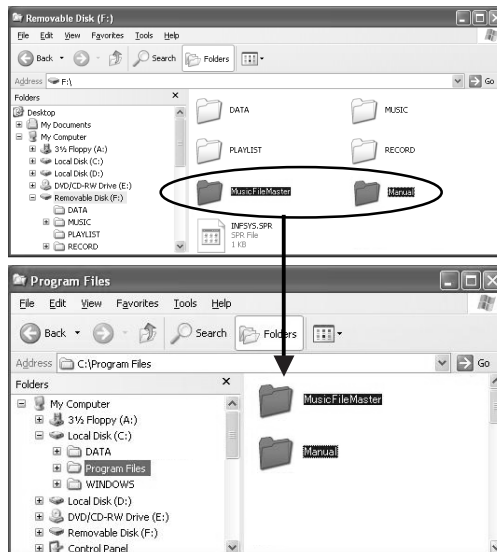 Removable Disk (F:)
File Edit View Favorites Tools Help
Back Search Folders
Address F:\ Go
Folders
Desktop
My Documents
My Computer
3½ Floppy (A:)
Local Disk (C:)
Local Disk (D:)
DVD/CD-RW Drive (E:)
Removable Disk (F:)
DATA
MUSIC
PLAYLIST
RECORD
DATA MUSIC
PLAYLIST RECORD
MusicFileMaster Manual
INFSYS.SPR
SPR File
1 KB
Program Files
File Edit View Favorites Tools Help
Back Search Folders
Address C:\Program Files Go
Folders
My Computer
3½ Floppy (A:)
Local Disk (C:)
DATA
Program Files
WINDOWS
Local Disk (D:)
DVD/CD-RW Drive (E:)
Removable Disk (F:)
Control Panel
MusicFileMaster
Manual